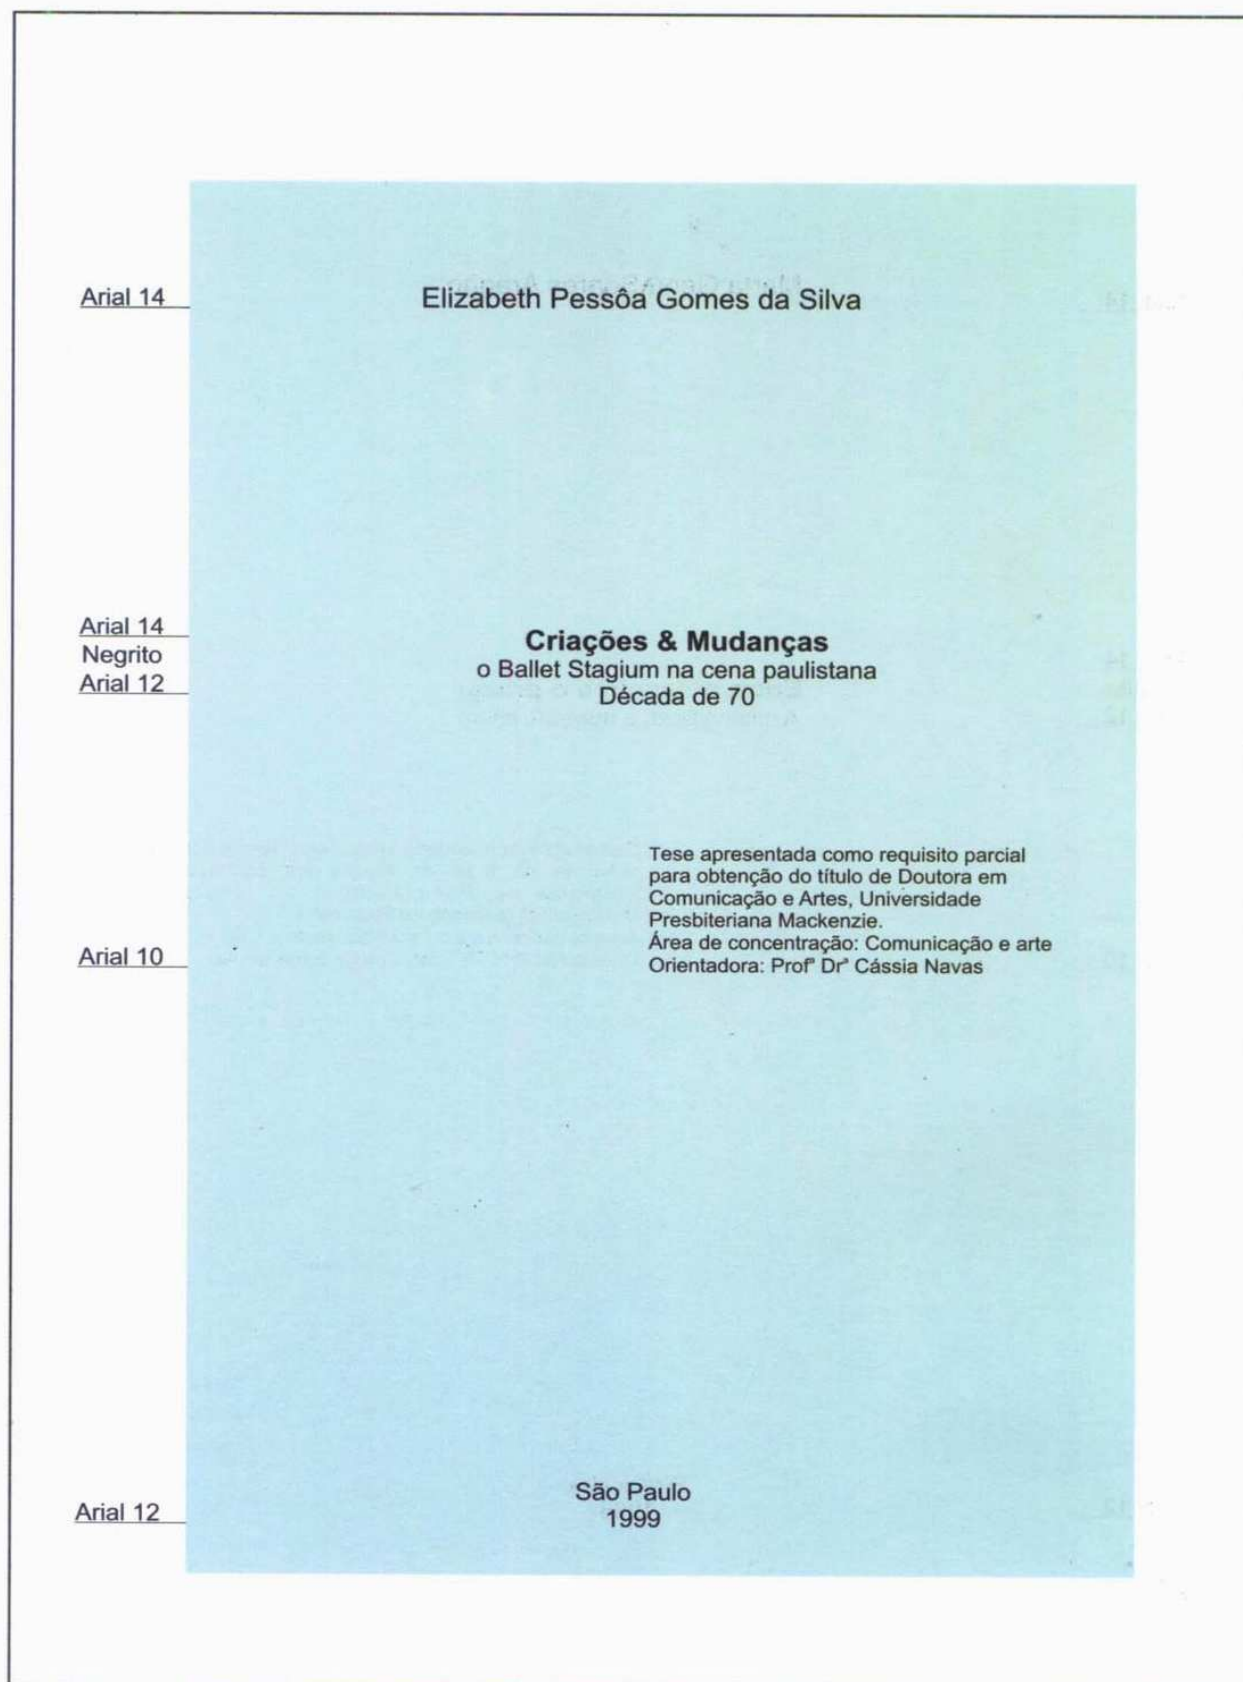 Arial 14
Elizabeth Pessôa Gomes da Silva
Arial 14
Negrito
Arial 12
Criações & Mudanças
o Ballet Stagium na cena paulistana
Década de 70
Tese apresentada como requisito parcial
para obtenção do título de Doutora em
Comunicação e Artes, Universidade
Presbiteriana Mackenzie.
Área de concentração: Comunicação e arte
Orientadora: Profª Drª Cássia Navas
Arial 10
São Paulo
1999
Arial 12